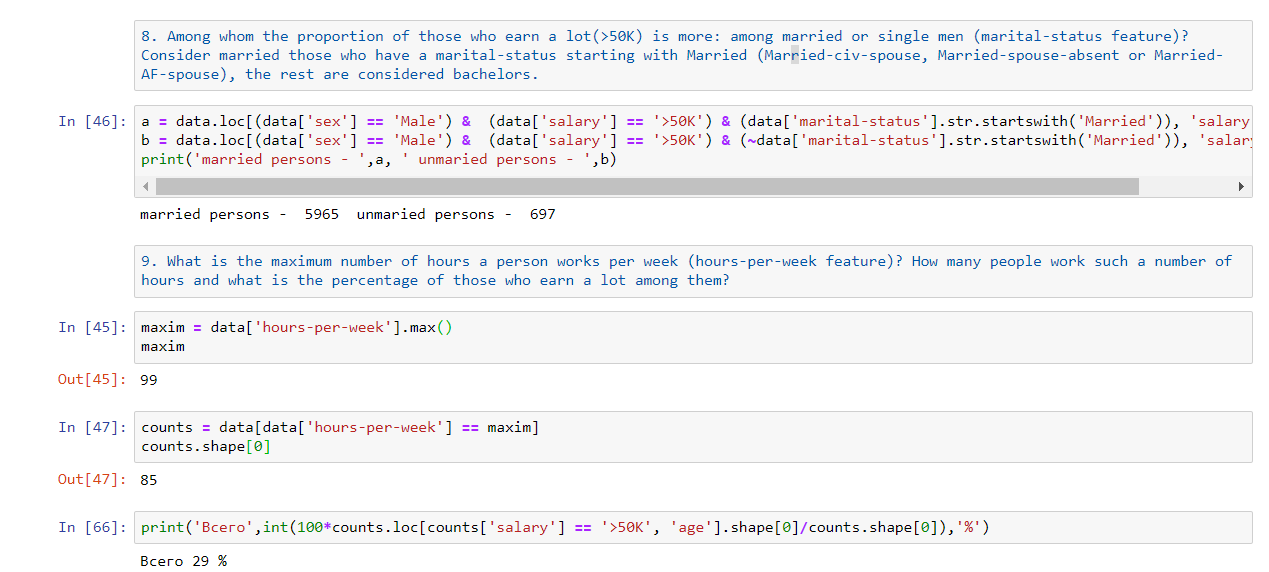 8. Among whom the proportion of those who earn a lot(>50K) is more: among married or single men (marital-status feature)?
Consider married those who have a marital-status starting with Married (Married-civ-spouse, Married-spouse-absent or Married-
AF-spouse), the rest are considered bachelors.
In [46]: a = data.loc[(data['sex'] == 'Male') &  (data['salary'] == '>50K') & (data['marital-status'].str.startswith('Married')), 'salary
b = data.loc[(data['sex'] == 'Male') &  (data['salary'] == '>50K') & (~data['marital-status'].str.startswith('Married')), 'salar
print('married persons - ',a, ' unmaried persons - ',b)
married persons -  5965  unmaried persons -  697
9. What is the maximum number of hours a person works per week (hours-per-week feature)? How many people work such a number of
hours and what is the percentage of those who earn a lot among them?
In [45]: maxim = data['hours-per-week'].max()
maxim
Out[45]: 99
In [47]: counts = data[data['hours-per-week'] == maxim]
counts.shape[0]
Out[47]: 85
In [66]: print('Всего',int(100*counts.loc[counts['salary'] == '>50K', 'age'].shape[0]/counts.shape[0]),'%')
Всего 29 %